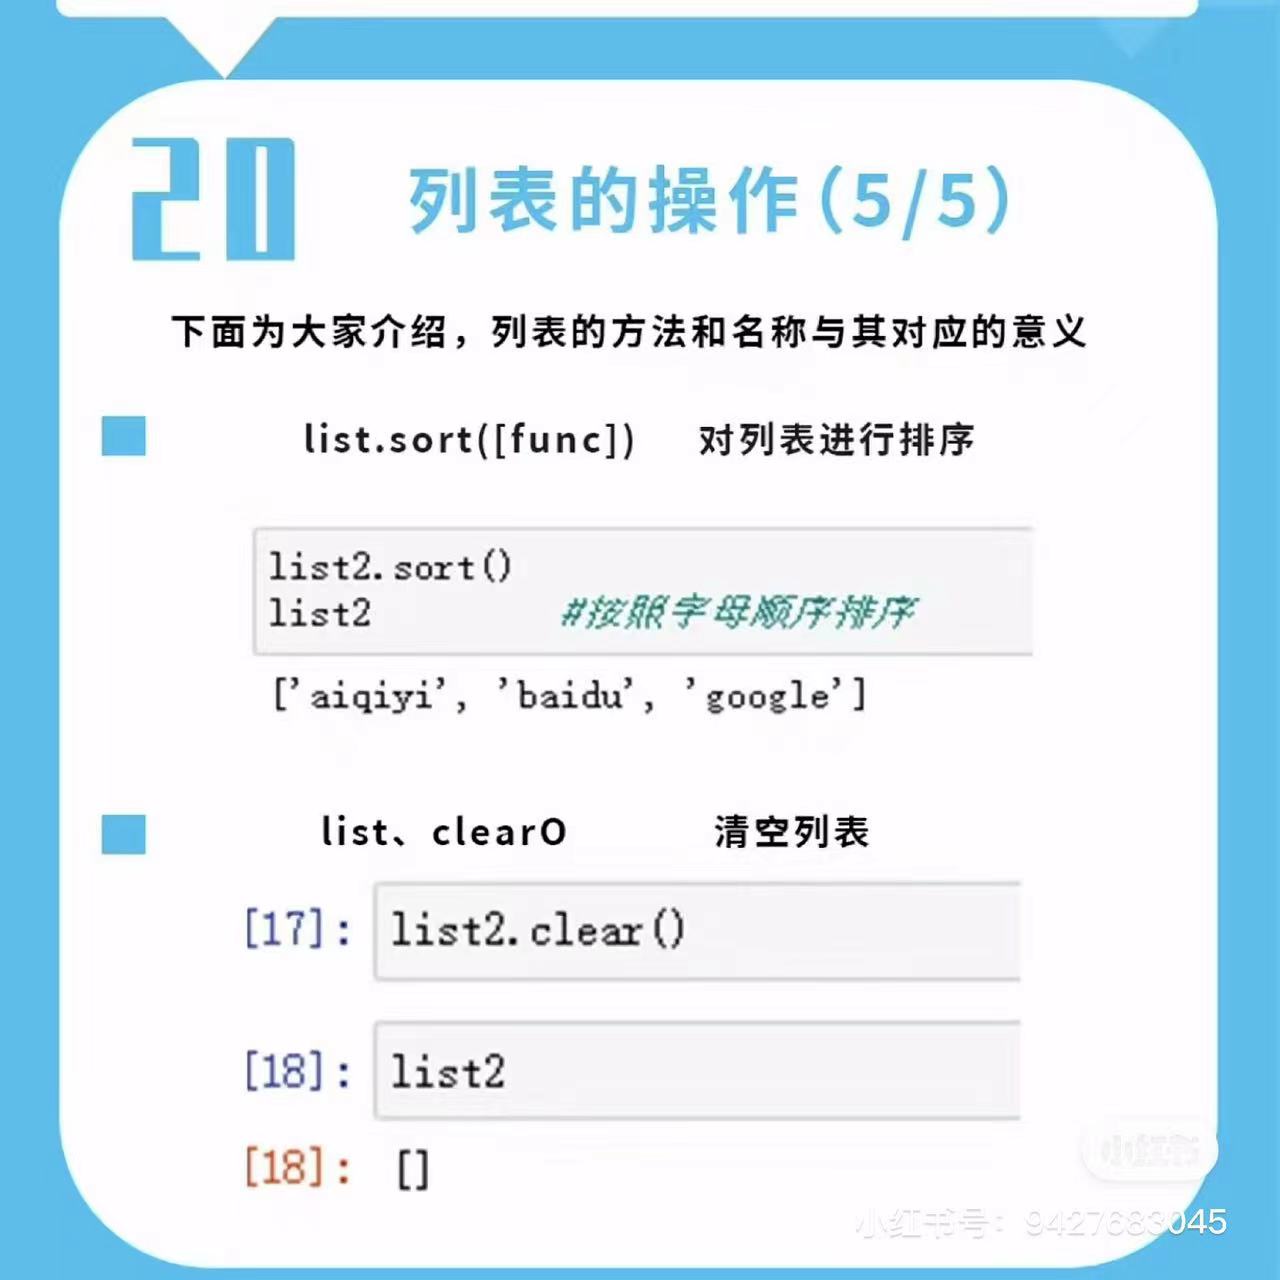 20
列表的操作(5/5)
下面为大家介绍，列表的方法和名称与其对应的意义
list.sort([func]) 对列表进行排序
list2.sort()
list2 #按照字母顺序排序
['aiqiyi', 'baidu', 'google']
list、clearO 清空列表
[17]: list2.clear()
[18]: list2
[18]: []
小红书
小红书号：9427683045